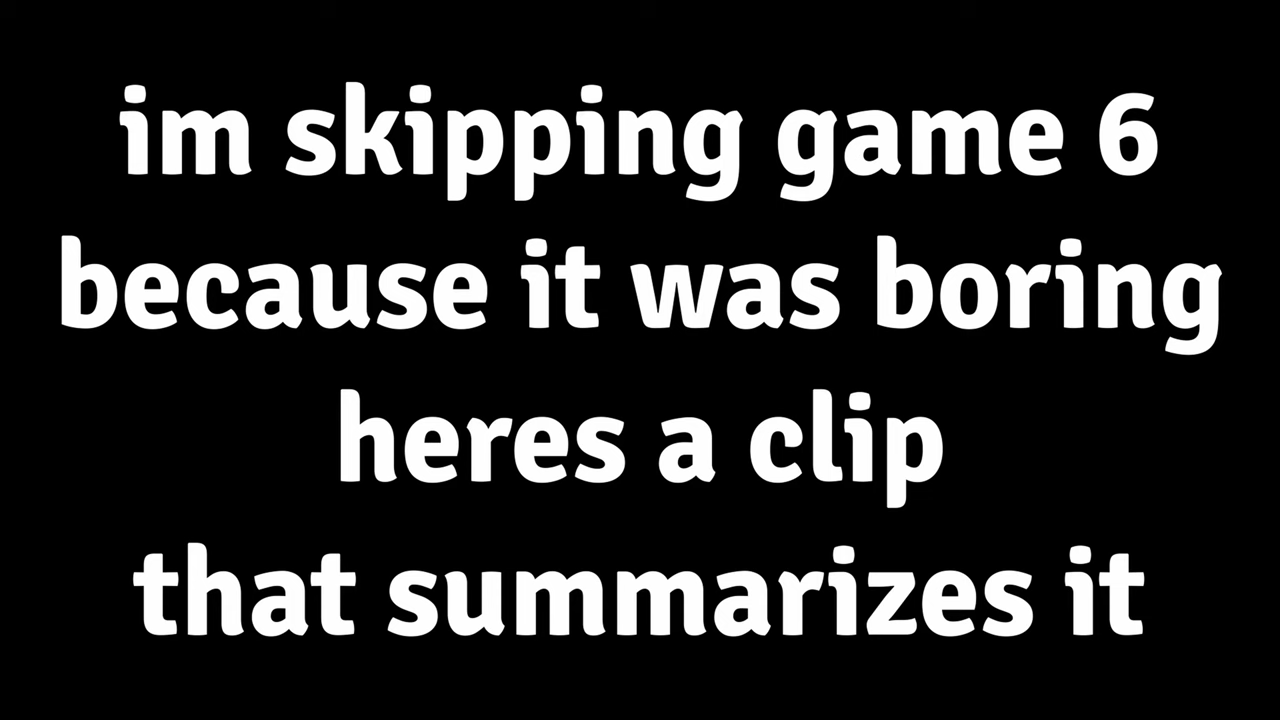 im skipping game 6
because it was boring
heres a clip
that summarizes it